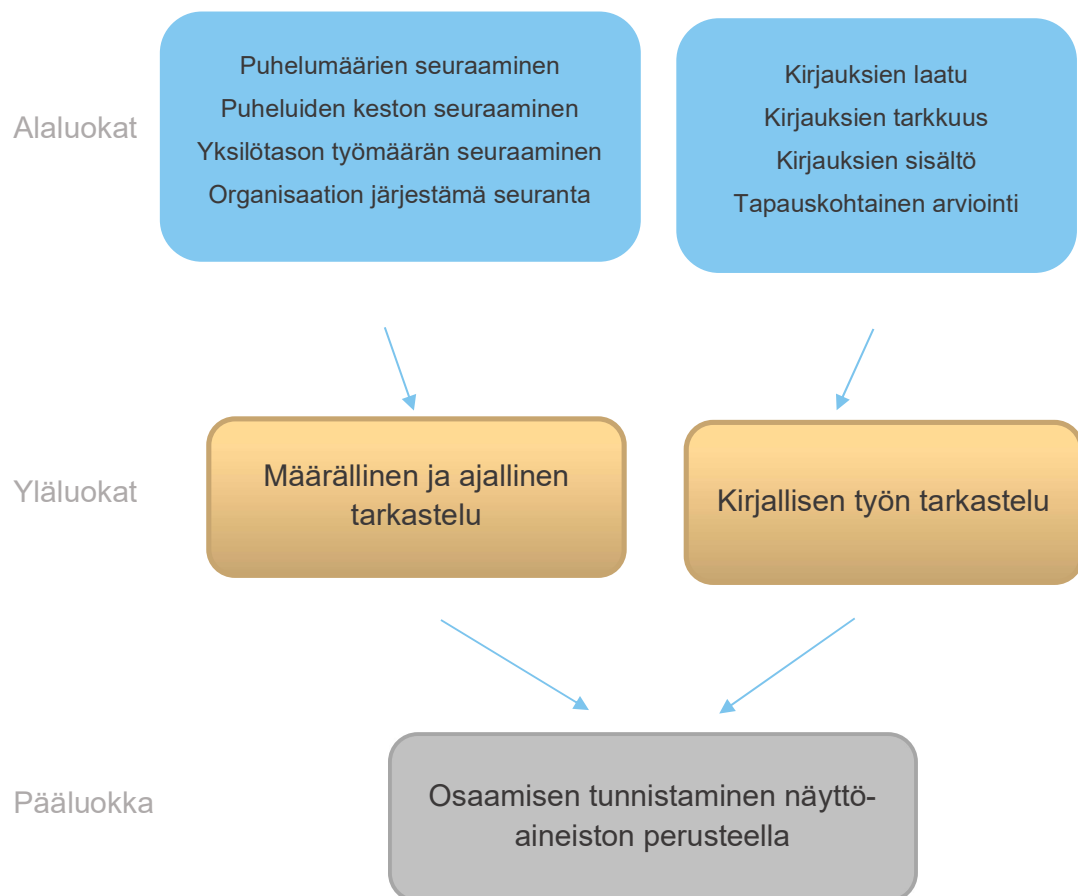 Alaluokat
Puhelumäärien seuraaminen
Puheluiden keston seuraaminen
Yksilötason työmäärän seuraaminen
Organisaation järjestämä seuranta
Kirjauksien laatu
Kirjauksien tarkkuus
Kirjauksien sisältö
Tapauskohtainen arviointi
Yläluokat
Määrällinen ja ajallinen
tarkastelu
Kirjallisen työn tarkastelu
Pääluokka
Osaamisen tunnistaminen näyttö-
aineiston perusteella